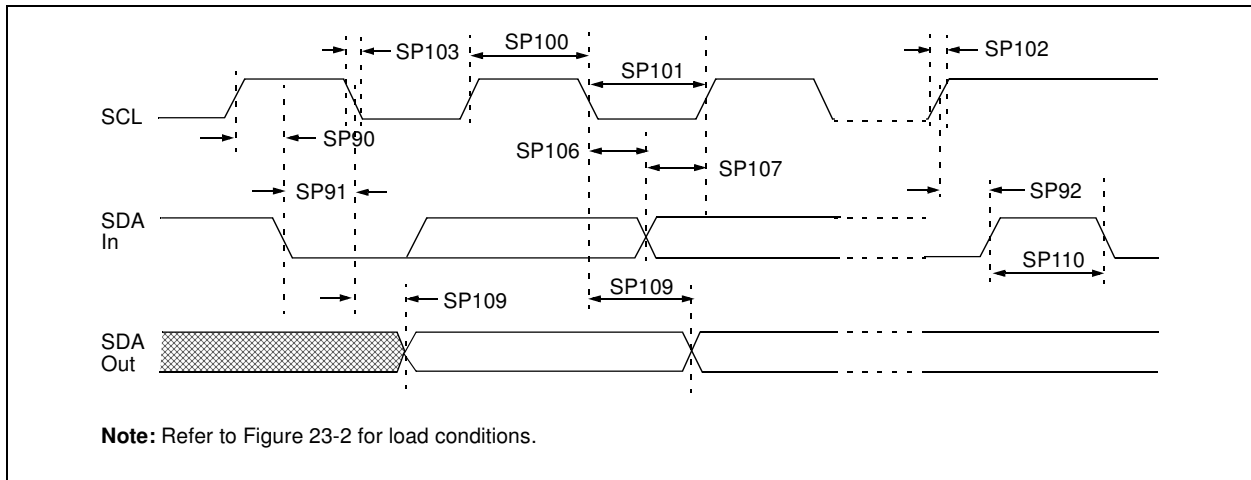 SP103
SP100
SP101
SP102
SCL
SP90
SP106
SP107
SP91
SP92
SDA
In
SP110
SP109
SP109
SDA
Out
Note: Refer to Figure 23-2 for load conditions.